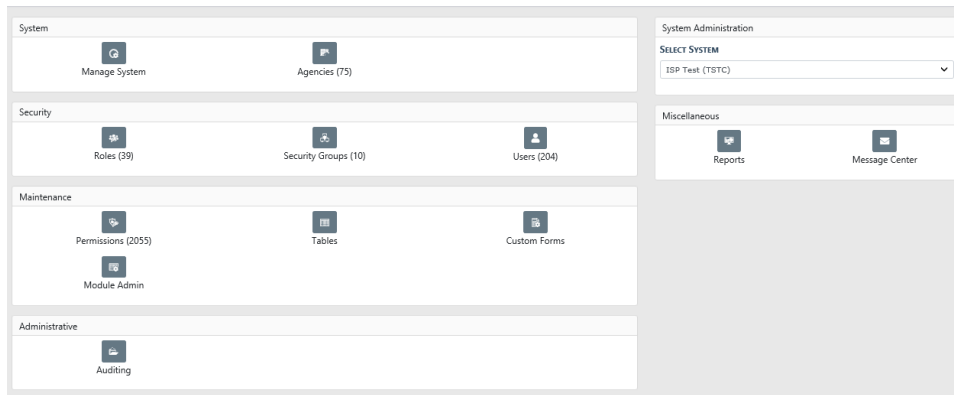 System
Manage System
Agencies (75)
Security
Roles (39)
Security Groups (10)
Users (204)
Maintenance
Permissions (2055)
Tables
Custom Forms
Module Admin
Administrative
Auditing
System Administration
SELECT SYSTEM
ISP Test (TSTC)
Miscellaneous
Reports
Message Center